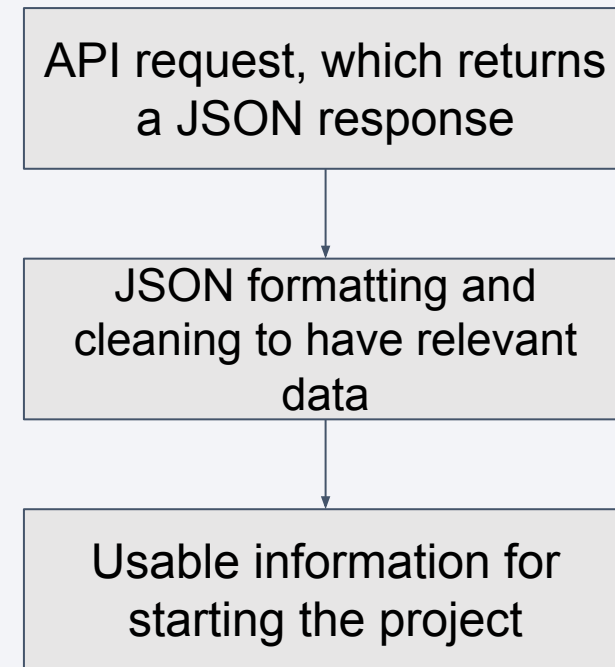 API request, which returns
a JSON response
JSON formatting and
cleaning to have relevant
data
Usable information for
starting the project